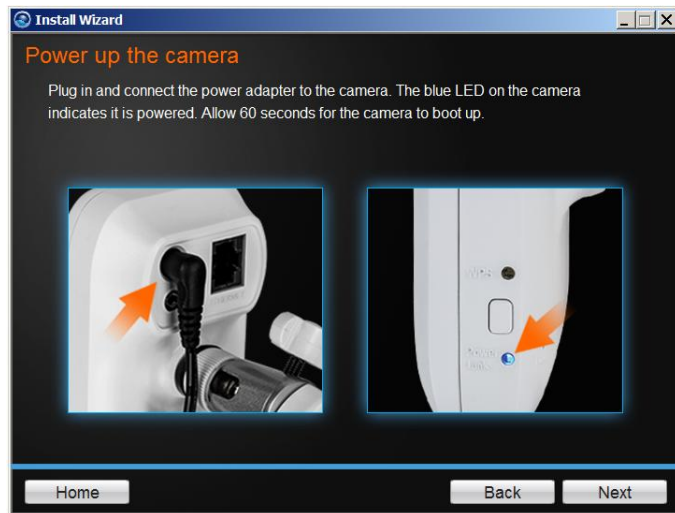 Install Wizard
Power up the camera
Plug in and connect the power adapter to the camera. The blue LED on the camera
indicates it is powered. Allow 60 seconds for the camera to boot up.
WPS
Power
Home
Back
Next